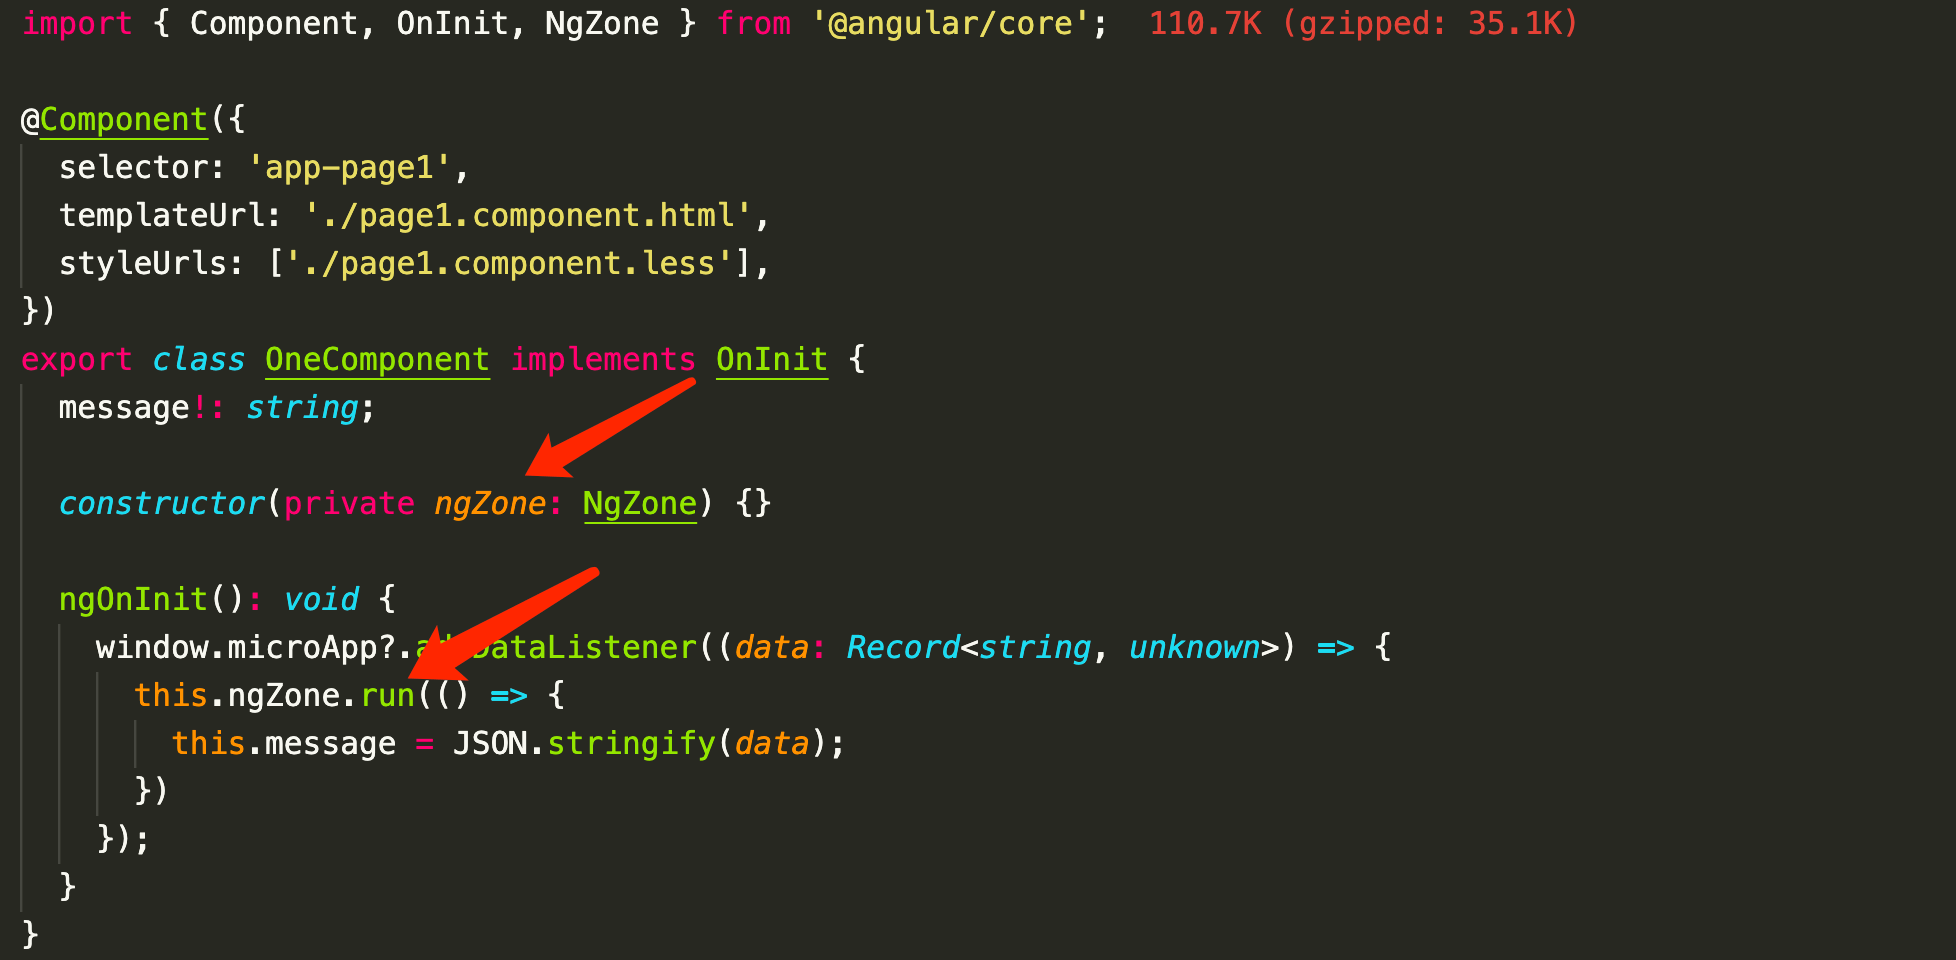 import { Component, OnInit, NgZone } from '@angular/core'; 110.7K (gzipped: 35.1K)
@Component({
selector: 'app-page1',
templateUrl: './page1.component.html',
styleUrls: ['./page1.component.less'],
})
export class OneComponent implements OnInit {
message!: string;
constructor(private ngZone: NgZone) {}
ngOnInit(): void {
window.microApp?.addDataListener((data: Record<string, unknown>) => {
this.ngZone.run(() => {
this.message = JSON.stringify(data);
})
});
}
}